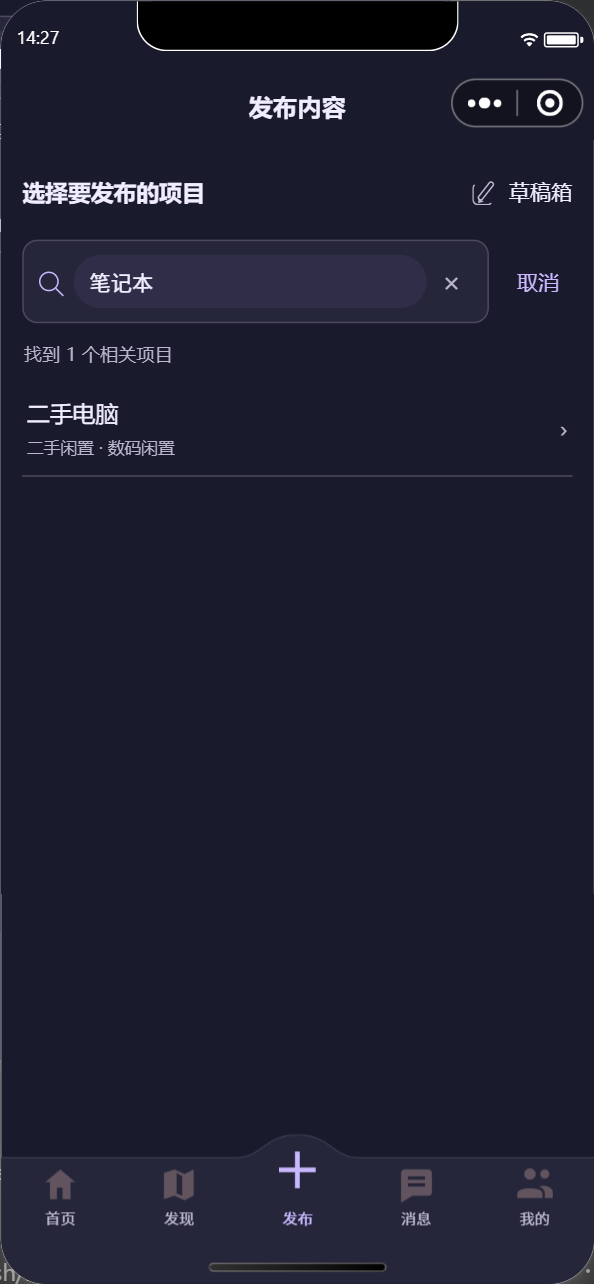 14:27
发布内容
选择要发布的项目
草稿箱
笔记本
取消
找到 1 个相关项目
二手电脑
二手闲置 · 数码闲置
首页
发现
发布
消息
我的